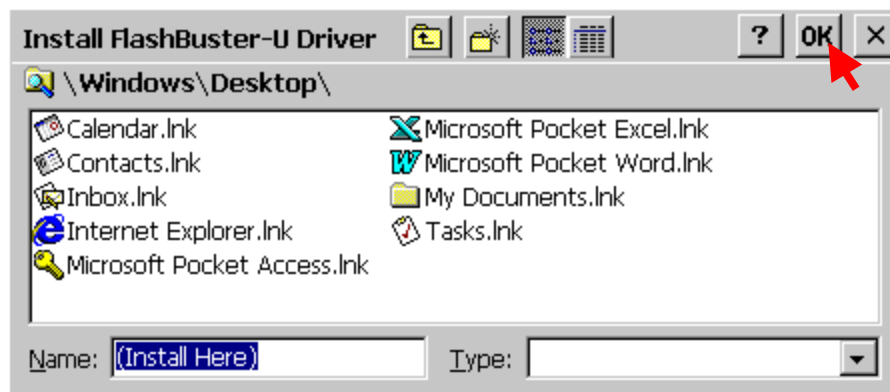 Install FlashBuster-U Driver ? OK ×
\Windows\Desktop\
Calendar.lnk
Contacts.lnk
Inbox.lnk
Internet Explorer.lnk
Microsoft Pocket Access.lnk
Microsoft Pocket Excel.lnk
Microsoft Pocket Word.lnk
My Documents.lnk
Tasks.lnk
Name: (Install Here) Type: